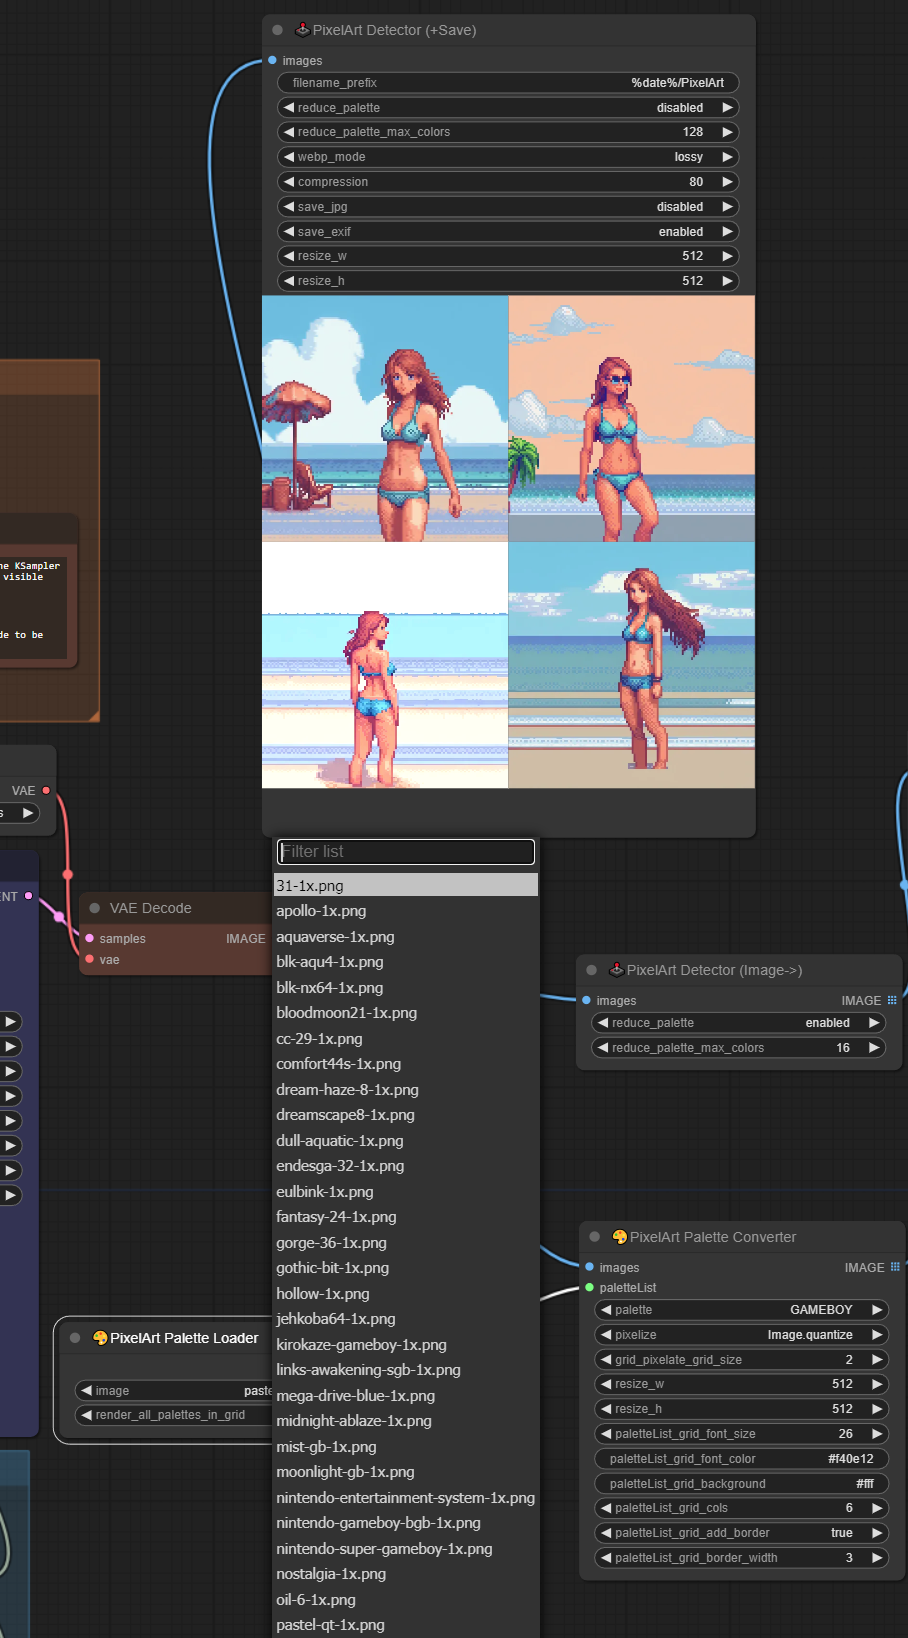 PixelArt Detector (+Save)
images
filename_prefix %date%/PixelArt
reduce_palette disabled
reduce_palette_max_colors 128
webp_mode lossy
compression 80
save_jpg disabled
save_exif enabled
resize_w 512
resize_h 512
KSampler
visible
to be
VAE
VAE Decode
samples IMAGE
vae
Filter list
31-1x.png
apollo-1x.png
aquaverse-1x.png
blk-aqu4-1x.png
blk-nx64-1x.png
bloodmoon21-1x.png
cc-29-1x.png
comfort44s-1x.png
dream-haze-8-1x.png
dreamscape8-1x.png
dull-aquatic-1x.png
endesga-32-1x.png
eulbink-1x.png
fantasy-24-1x.png
gorge-36-1x.png
gothic-bit-1x.png
hollow-1x.png
jehkoba64-1x.png
kirokaze-gameboy-1x.png
links-awakening-sgb-1x.png
mega-drive-blue-1x.png
midnight-ablaze-1x.png
mist-gb-1x.png
moonlight-gb-1x.png
nintendo-entertainment-system-1x.png
nintendo-gameboy-bgb-1x.png
nintendo-super-gameboy-1x.png
nostalgia-1x.png
oil-6-1x.png
pastel-qt-1x.png
PixelArt Palette Loader
image paste
render_all_palettes_in_grid
PixelArt Detector (Image->)
images IMAGE
reduce_palette enabled
reduce_palette_max_colors 16
PixelArt Palette Converter
images IMAGE
paletteList
palette GAMEBOY
pixelize Image.quantize
grid_pixelate_grid_size 2
resize_w 512
resize_h 512
paletteList_grid_font_size 26
paletteList_grid_font_color #f40e12
paletteList_grid_background #fff
paletteList_grid_cols 6
paletteList_grid_add_border true
paletteList_grid_border_width 3